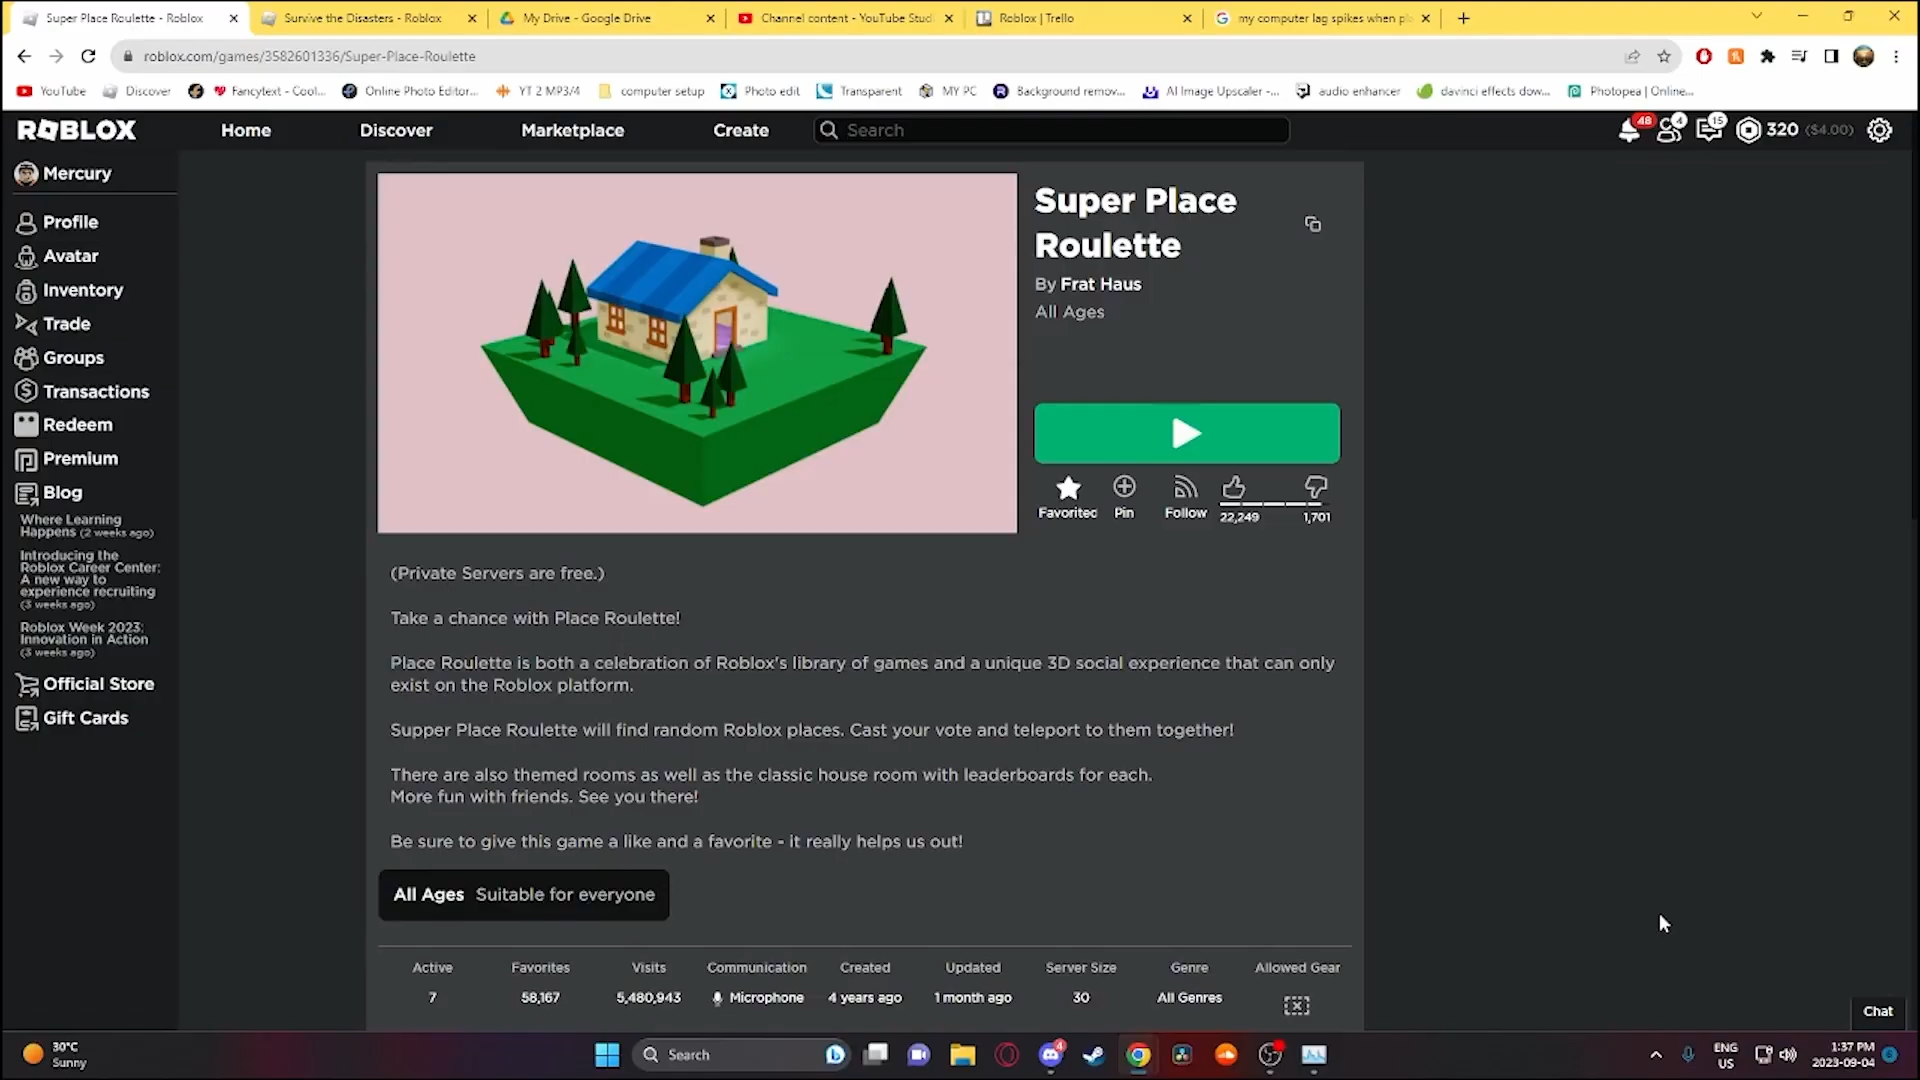 Super Place Roulette - Roblox
Survive the Disasters - Roblox
My Drive - Google Drive
Channel content - YouTube Stud
Roblox | Trello
my computer lag spikes when pl
roblox.com/games/3582601336/Super-Place-Roulette
YouTube
Discover
Fancytext - Cool...
Online Photo Editor...
YT 2 MP3/4
computer setup
Photo edit
Transparent
MY PC
Background remov...
AI Image Upscaler -...
audio enhancer
davinci effects dow...
Photopea | Online...
ROBLOX
Home
Discover
Marketplace
Create
Search
48
4
15
320 ($4.00)
Mercury
Profile
Avatar
Inventory
Trade
Groups
Transactions
Redeem
Premium
Blog
Where Learning
Happens (2 weeks ago)
Introducing the
Roblox Career Center:
A new way to
experience recruiting
(3 weeks ago)
Roblox Week 2023:
Innovation in Action
(3 weeks ago)
Official Store
Gift Cards
Super Place
Roulette
By Frat Haus
All Ages
Favorited
Pin
Follow
22,249
1,701
(Private Servers are free.)
Take a chance with Place Roulette!
Place Roulette is both a celebration of Roblox's library of games and a unique 3D social experience that can only
exist on the Roblox platform.
Supper Place Roulette will find random Roblox places. Cast your vote and teleport to them together!
There are also themed rooms as well as the classic house room with leaderboards for each.
More fun with friends. See you there!
Be sure to give this game a like and a favorite - it really helps us out!
All Ages Suitable for everyone
Active Favorites Visits Communication Created Updated Server Size Genre Allowed Gear
7 58,167 5,480,943 Microphone 4 years ago 1 month ago 30 All Genres
Chat
30°C
Sunny
Search
4
ENG
US
1:37 PM
2023-09-04